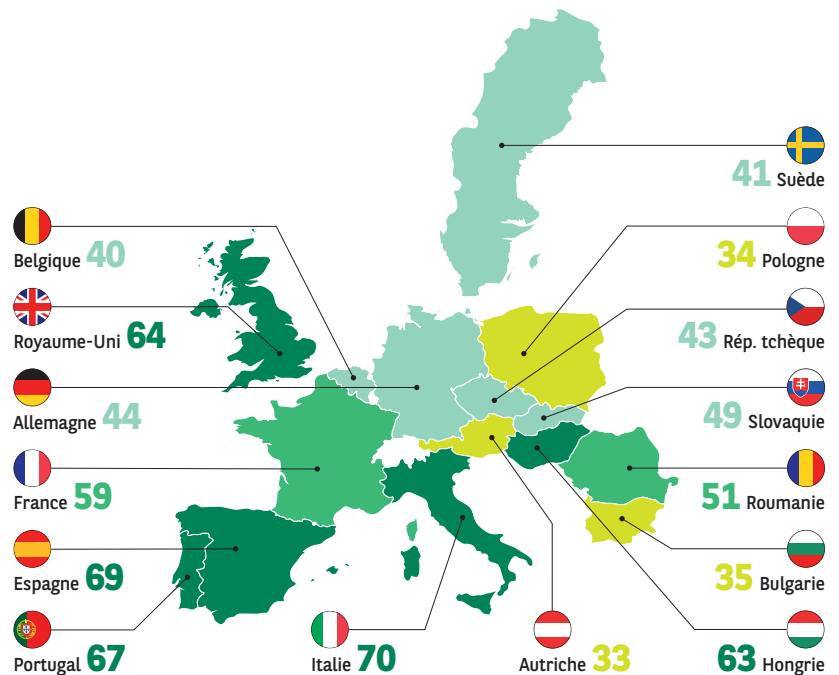 41 Suède
Belgique 40
34 Pologne
Royaume-Uni 64
43 Rép. tchèque
Allemagne 44
49 Slovaquie
France 59
51 Roumanie
Espagne 69
35 Bulgarie
Portugal 67
Italie 70
Autriche 33
63 Hongrie